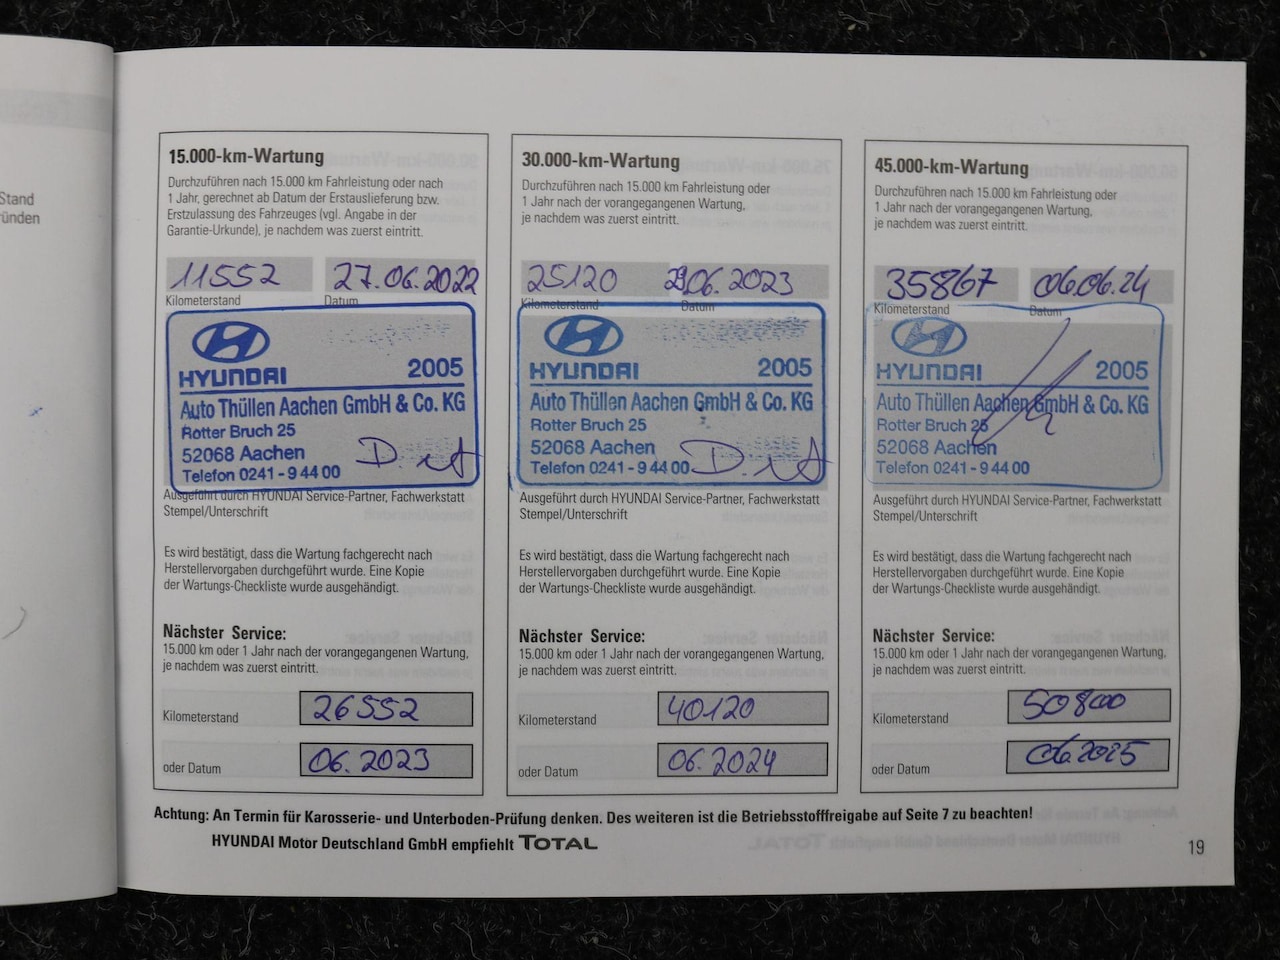 Stand
ünden
15.000-km-Wartung
Durchzuführen nach 15.000 km Fahrleistung oder nach
1 Jahr, gerechnet ab Datum der Erstauslieferung bzw.
Erstzulassung des Fahrzeuges (vgl. Angabe in der
Garantie-Urkunde), je nachdem was zuerst eintritt.
11552 27.06.2022
Kilometerstand Datum
HYUNDAI 2005
Auto Thüllen Aachen GmbH & Co. KG
Rotter Bruch 25
52068 Aachen
Telefon 0241 - 9 44 00
Ausgeführt durch HYUNDAI Service-Partner, Fachwerkstatt
Stempel/Unterschrift
Es wird bestätigt, dass die Wartung fachgerecht nach
Herstellervorgaben durchgeführt wurde. Eine Kopie
der Wartungs-Checkliste wurde ausgehändigt.
Nächster Service:
15.000 km oder 1 Jahr nach der vorangegangenen Wartung,
je nachdem was zuerst eintritt.
Kilometerstand 26552
oder Datum 06.2023
30.000-km-Wartung
Durchzuführen nach 15.000 km Fahrleistung oder
1 Jahr nach der vorangegangenen Wartung,
je nachdem was zuerst eintritt.
25120 29.06.2023
Kilometerstand Datum
HYUNDAI 2005
Auto Thüllen Aachen GmbH & Co. KG
Rotter Bruch 25
52068 Aachen
Telefon 0241 - 9 44 00
Ausgeführt durch HYUNDAI Service-Partner, Fachwerkstatt
Stempel/Unterschrift
Es wird bestätigt, dass die Wartung fachgerecht nach
Herstellervorgaben durchgeführt wurde. Eine Kopie
der Wartungs-Checkliste wurde ausgehändigt.
Nächster Service:
15.000 km oder 1 Jahr nach der vorangegangenen Wartung,
je nachdem was zuerst eintritt.
Kilometerstand 40120
oder Datum 06.2024
45.000-km-Wartung
Durchzuführen nach 15.000 km Fahrleistung oder
1 Jahr nach der vorangegangenen Wartung,
je nachdem was zuerst eintritt.
35867 06.06.24
Kilometerstand Datum
HYUNDAI 2005
Auto Thüllen Aachen GmbH & Co. KG
Rotter Bruch 25
52068 Aachen
Telefon 0241 - 9 44 00
Ausgeführt durch HYUNDAI Service-Partner, Fachwerkstatt
Stempel/Unterschrift
Es wird bestätigt, dass die Wartung fachgerecht nach
Herstellervorgaben durchgeführt wurde. Eine Kopie
der Wartungs-Checkliste wurde ausgehändigt.
Nächster Service:
15.000 km oder 1 Jahr nach der vorangegangenen Wartung,
je nachdem was zuerst eintritt.
Kilometerstand 50800
oder Datum 06.2025
Achtung: An Termin für Karosserie- und Unterboden-Prüfung denken. Des weiteren ist die Betriebsstofffreigabe auf Seite 7 zu beachten!
HYUNDAI Motor Deutschland GmbH empfiehlt TOTAL
19